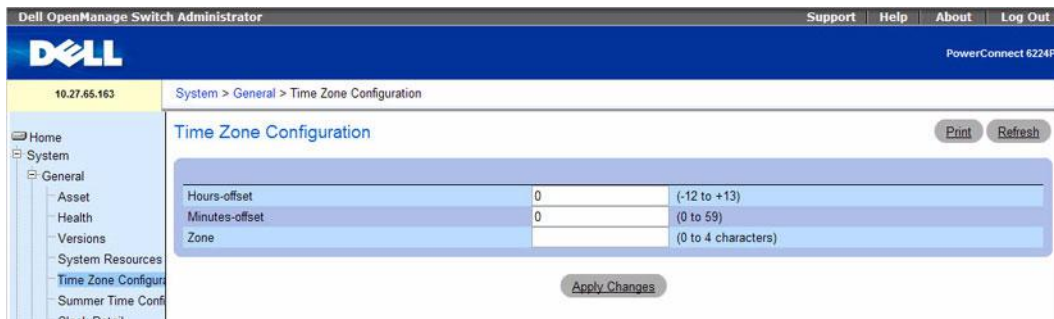 Dell OpenManage Switch Administrator
Support Help About Log Out
DELL
PowerConnect 6224P
10.27.65.163
System > General > Time Zone Configuration
Home
System
General
Asset
Health
Versions
System Resources
Time Zone Configura
Summer Time Confi
Time Zone Configuration
Print Refresh
Hours-offset 0 (-12 to +13)
Minutes-offset 0 (0 to 59)
Zone (0 to 4 characters)
Apply Changes